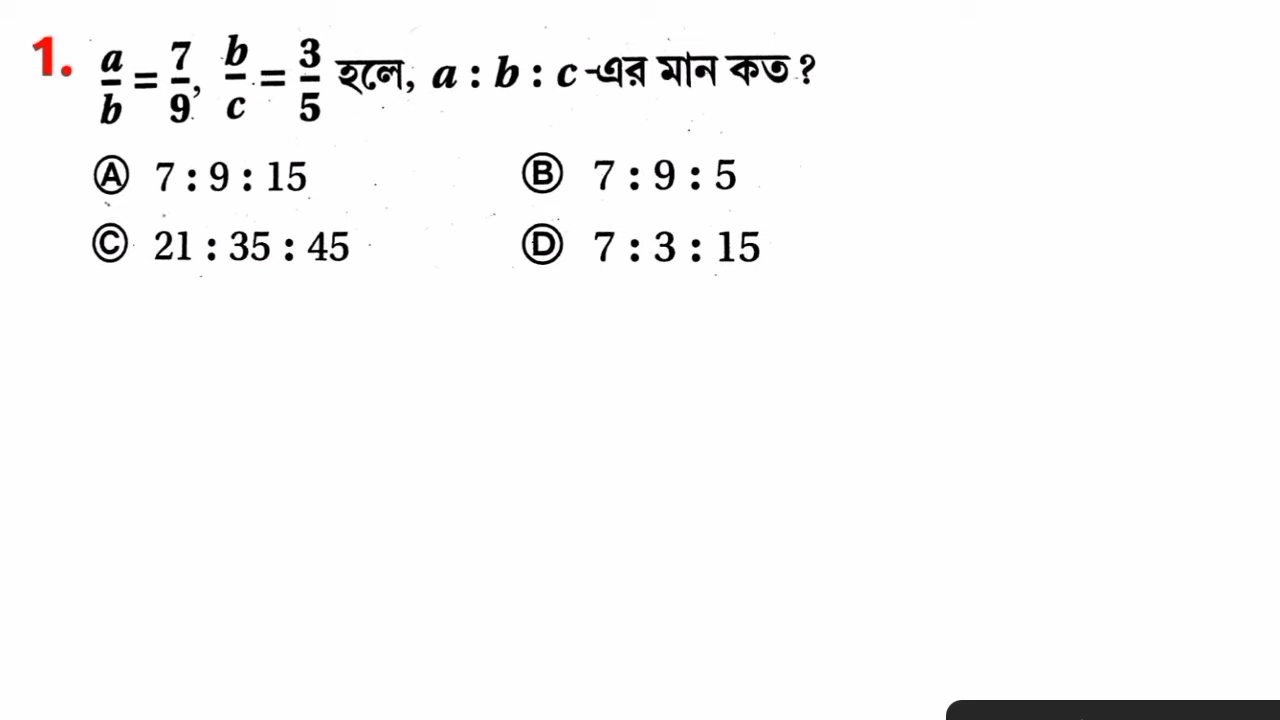 1. a/b = 7/9, b/c = 3/5 হলে, a : b : c -এর মান কত ?
Ⓐ 7 : 9 : 15 Ⓑ 7 : 9 : 5
Ⓒ 21 : 35 : 45 Ⓓ 7 : 3 : 15